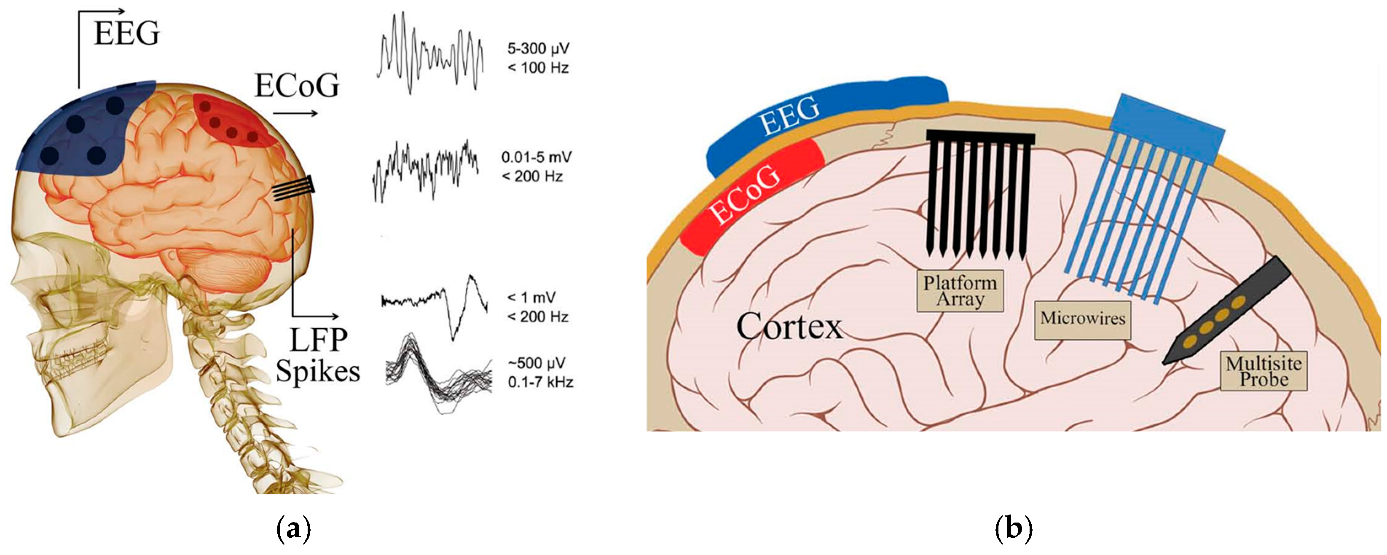 EEG
ECoG
5-300 µV
< 100 Hz
0.01-5 mV
< 200 Hz
LFP
Spikes
< 1 mV
< 200 Hz
~500 µV
0.1-7 kHz
(a)
EEG
ECoG
Cortex
Platform
Array
Microwires
Multisite
Probe
(b)